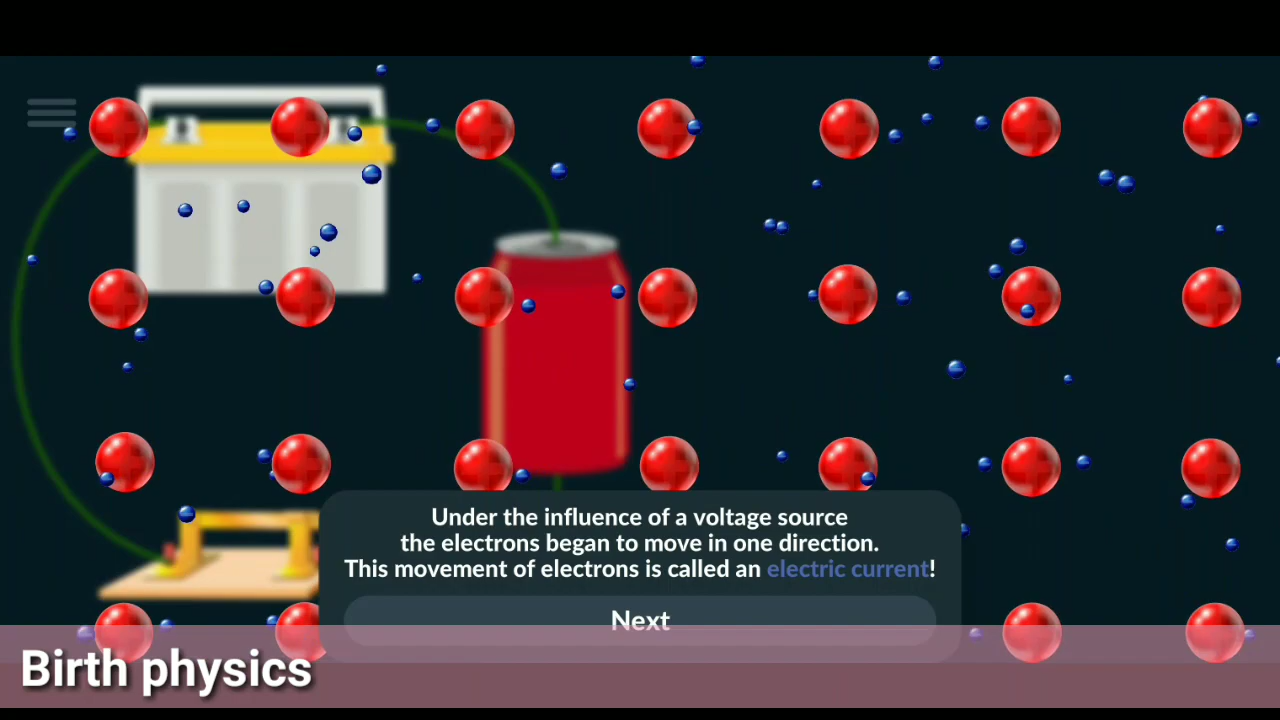 Under the influence of a voltage source
the electrons began to move in one direction.
This movement of electrons is called an electric current!
Next
Birth physics